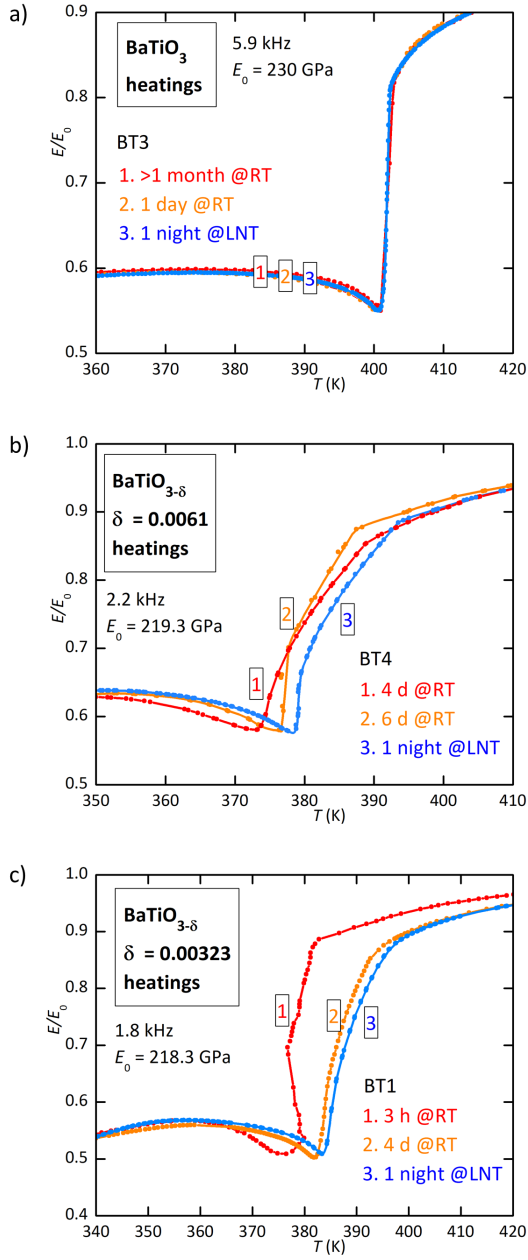 a)
BaTiO₃
heatings
5.9 kHz
E₀ = 230 GPa
BT3
1. >1 month @RT
2. 1 day @RT
3. 1 night @LNT
1
2
3
E/E₀
0.9
0.8
0.7
0.6
0.5
360 380 400 420
T (K)
b)
BaTiO₃₋δ
δ = 0.0061
heatings
2.2 kHz
E₀ = 219.3 GPa
1
2
3
BT4
1. 4 d @RT
2. 6 d @RT
3. 1 night @LNT
E/E₀
1.0
0.9
0.8
0.7
0.6
0.5
350 360 370 380 390 400 410
T (K)
c)
BaTiO₃₋δ
δ = 0.00323
heatings
1.8 kHz
E₀ = 218.3 GPa
1
2
3
BT1
1. 3 h @RT
2. 4 d @RT
3. 1 night @LNT
E/E₀
1.0
0.9
0.8
0.7
0.6
0.5
0.4
340 350 360 370 380 390 400 410 420
T (K)